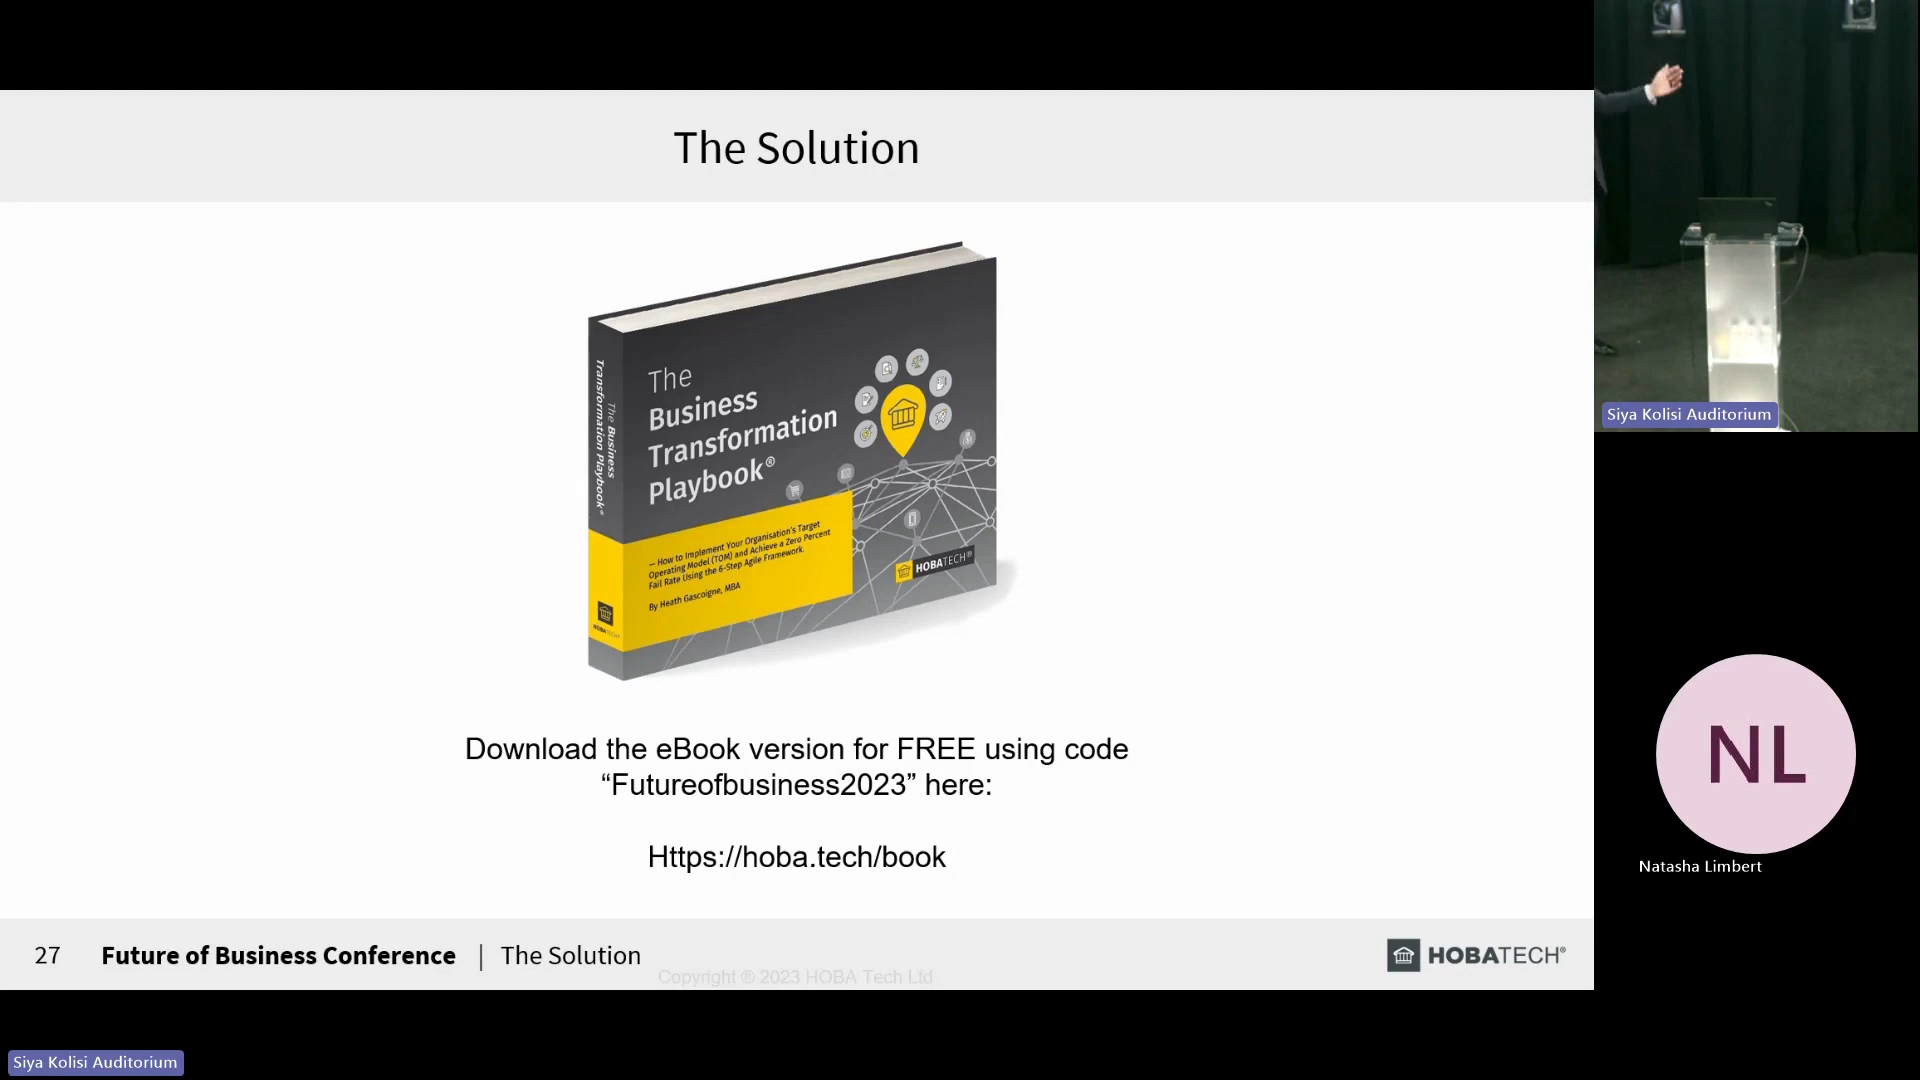 The Solution
The Business
Transformation Playbook®
The
Business
Transformation
Playbook®
— How to Implement Your Organisation's Target
Operating Model (TOM) and Achieve a Zero Percent
Fail Rate Using the 6-Step Agile Framework.
By Heath Gascoigne, MBA
HOBATECH®
HOBATECH®
Download the eBook version for FREE using code
“Futureofbusiness2023” here:
Https://hoba.tech/book
27 Future of Business Conference | The Solution
Copyright ® 2023 HOBA Tech Ltd
HOBATECH®
Siya Kolisi Auditorium
NL
Natasha Limbert
Siya Kolisi Auditorium